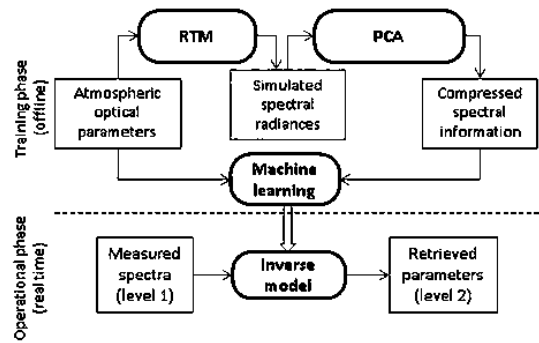 RTM
PCA
Training phase
(offline)
Atmospheric
optical
parameters
Simulated
spectral
radiances
Compressed
spectral
information
Machine
learning
Operational phase
(real time)
Measured
spectra
(level 1)
Inverse
model
Retrieved
parameters
(level 2)